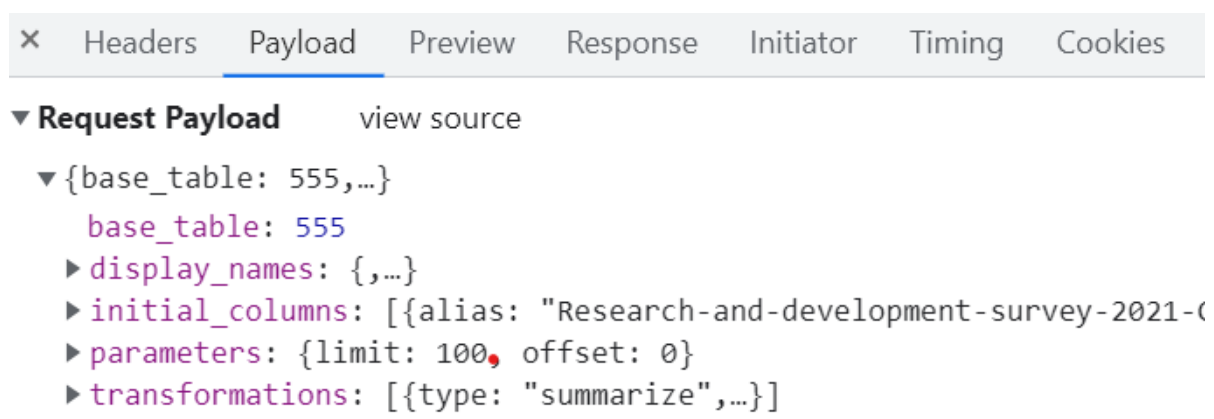 × Headers Payload Preview Response Initiator Timing Cookies
▼ Request Payload view source
▼ {base_table: 555,…}
base_table: 555
▶ display_names: {,…}
▶ initial_columns: [{alias: "Research-and-development-survey-2021-
▶ parameters: {limit: 100, offset: 0}
▶ transformations: [{type: "summarize",…}]